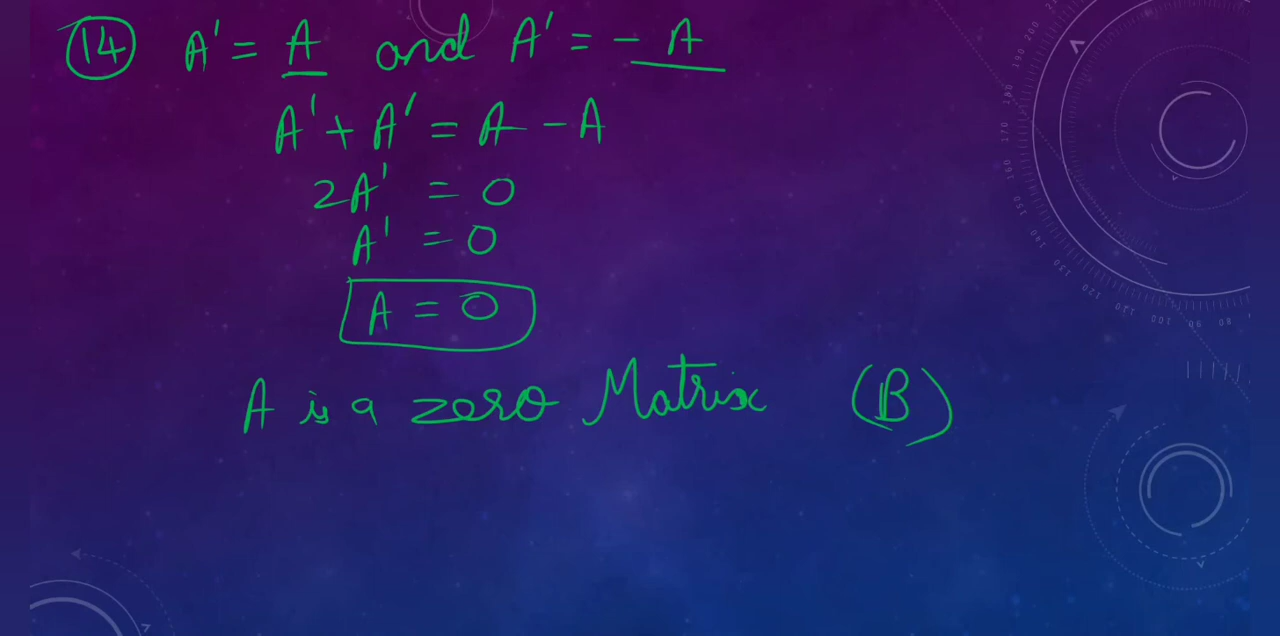 14 A' = A and A' = - A
A' + A' = A - A
2A' = 0
A' = 0
A = 0
A is a zero Matrix (B)